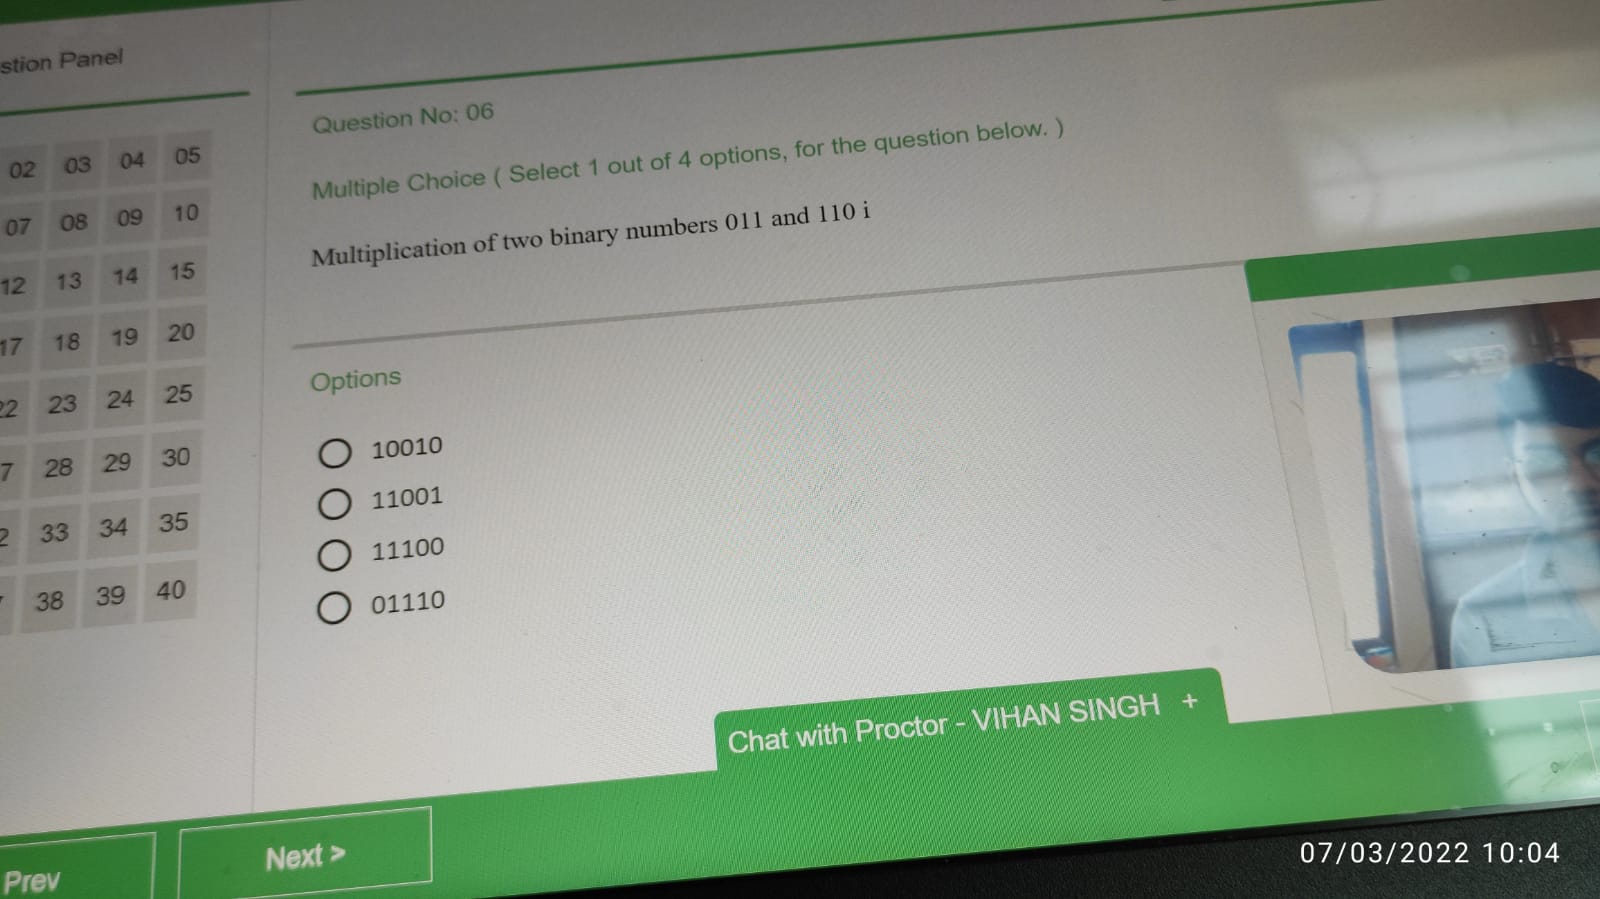 stion Panel
02 03 04 05
07 08 09 10
12 13 14 15
17 18 19 20
22 23 24 25
7 28 29 30
2 33 34 35
38 39 40
Question No: 06
Multiple Choice ( Select 1 out of 4 options, for the question below. )
Multiplication of two binary numbers 011 and 110 i
Options
10010
11001
11100
01110
Chat with Proctor - VIHAN SINGH +
Prev
Next >
07/03/2022 10:04